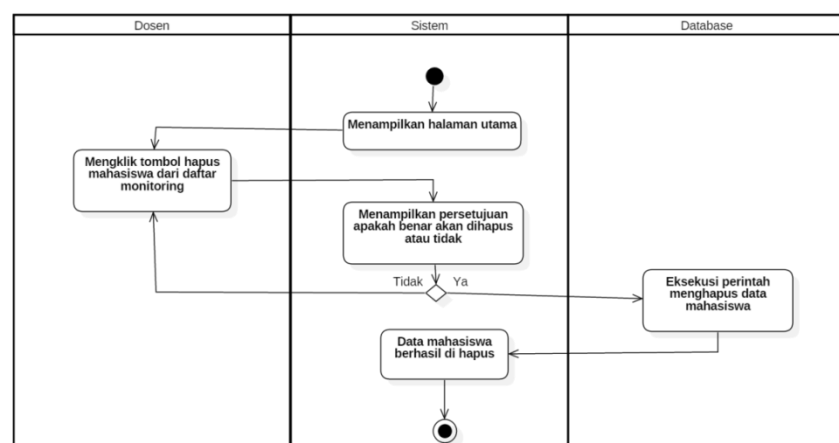 Dosen
Sistem
Database
Menampilkan halaman utama
Mengklik tombol hapus
mahasiswa dari daftar
monitoring
Menampilkan persetujuan
apakah benar akan dihapus
atau tidak
Tidak
Ya
Eksekusi perintah
menghapus data
mahasiswa
Data mahasiswa
berhasil di hapus